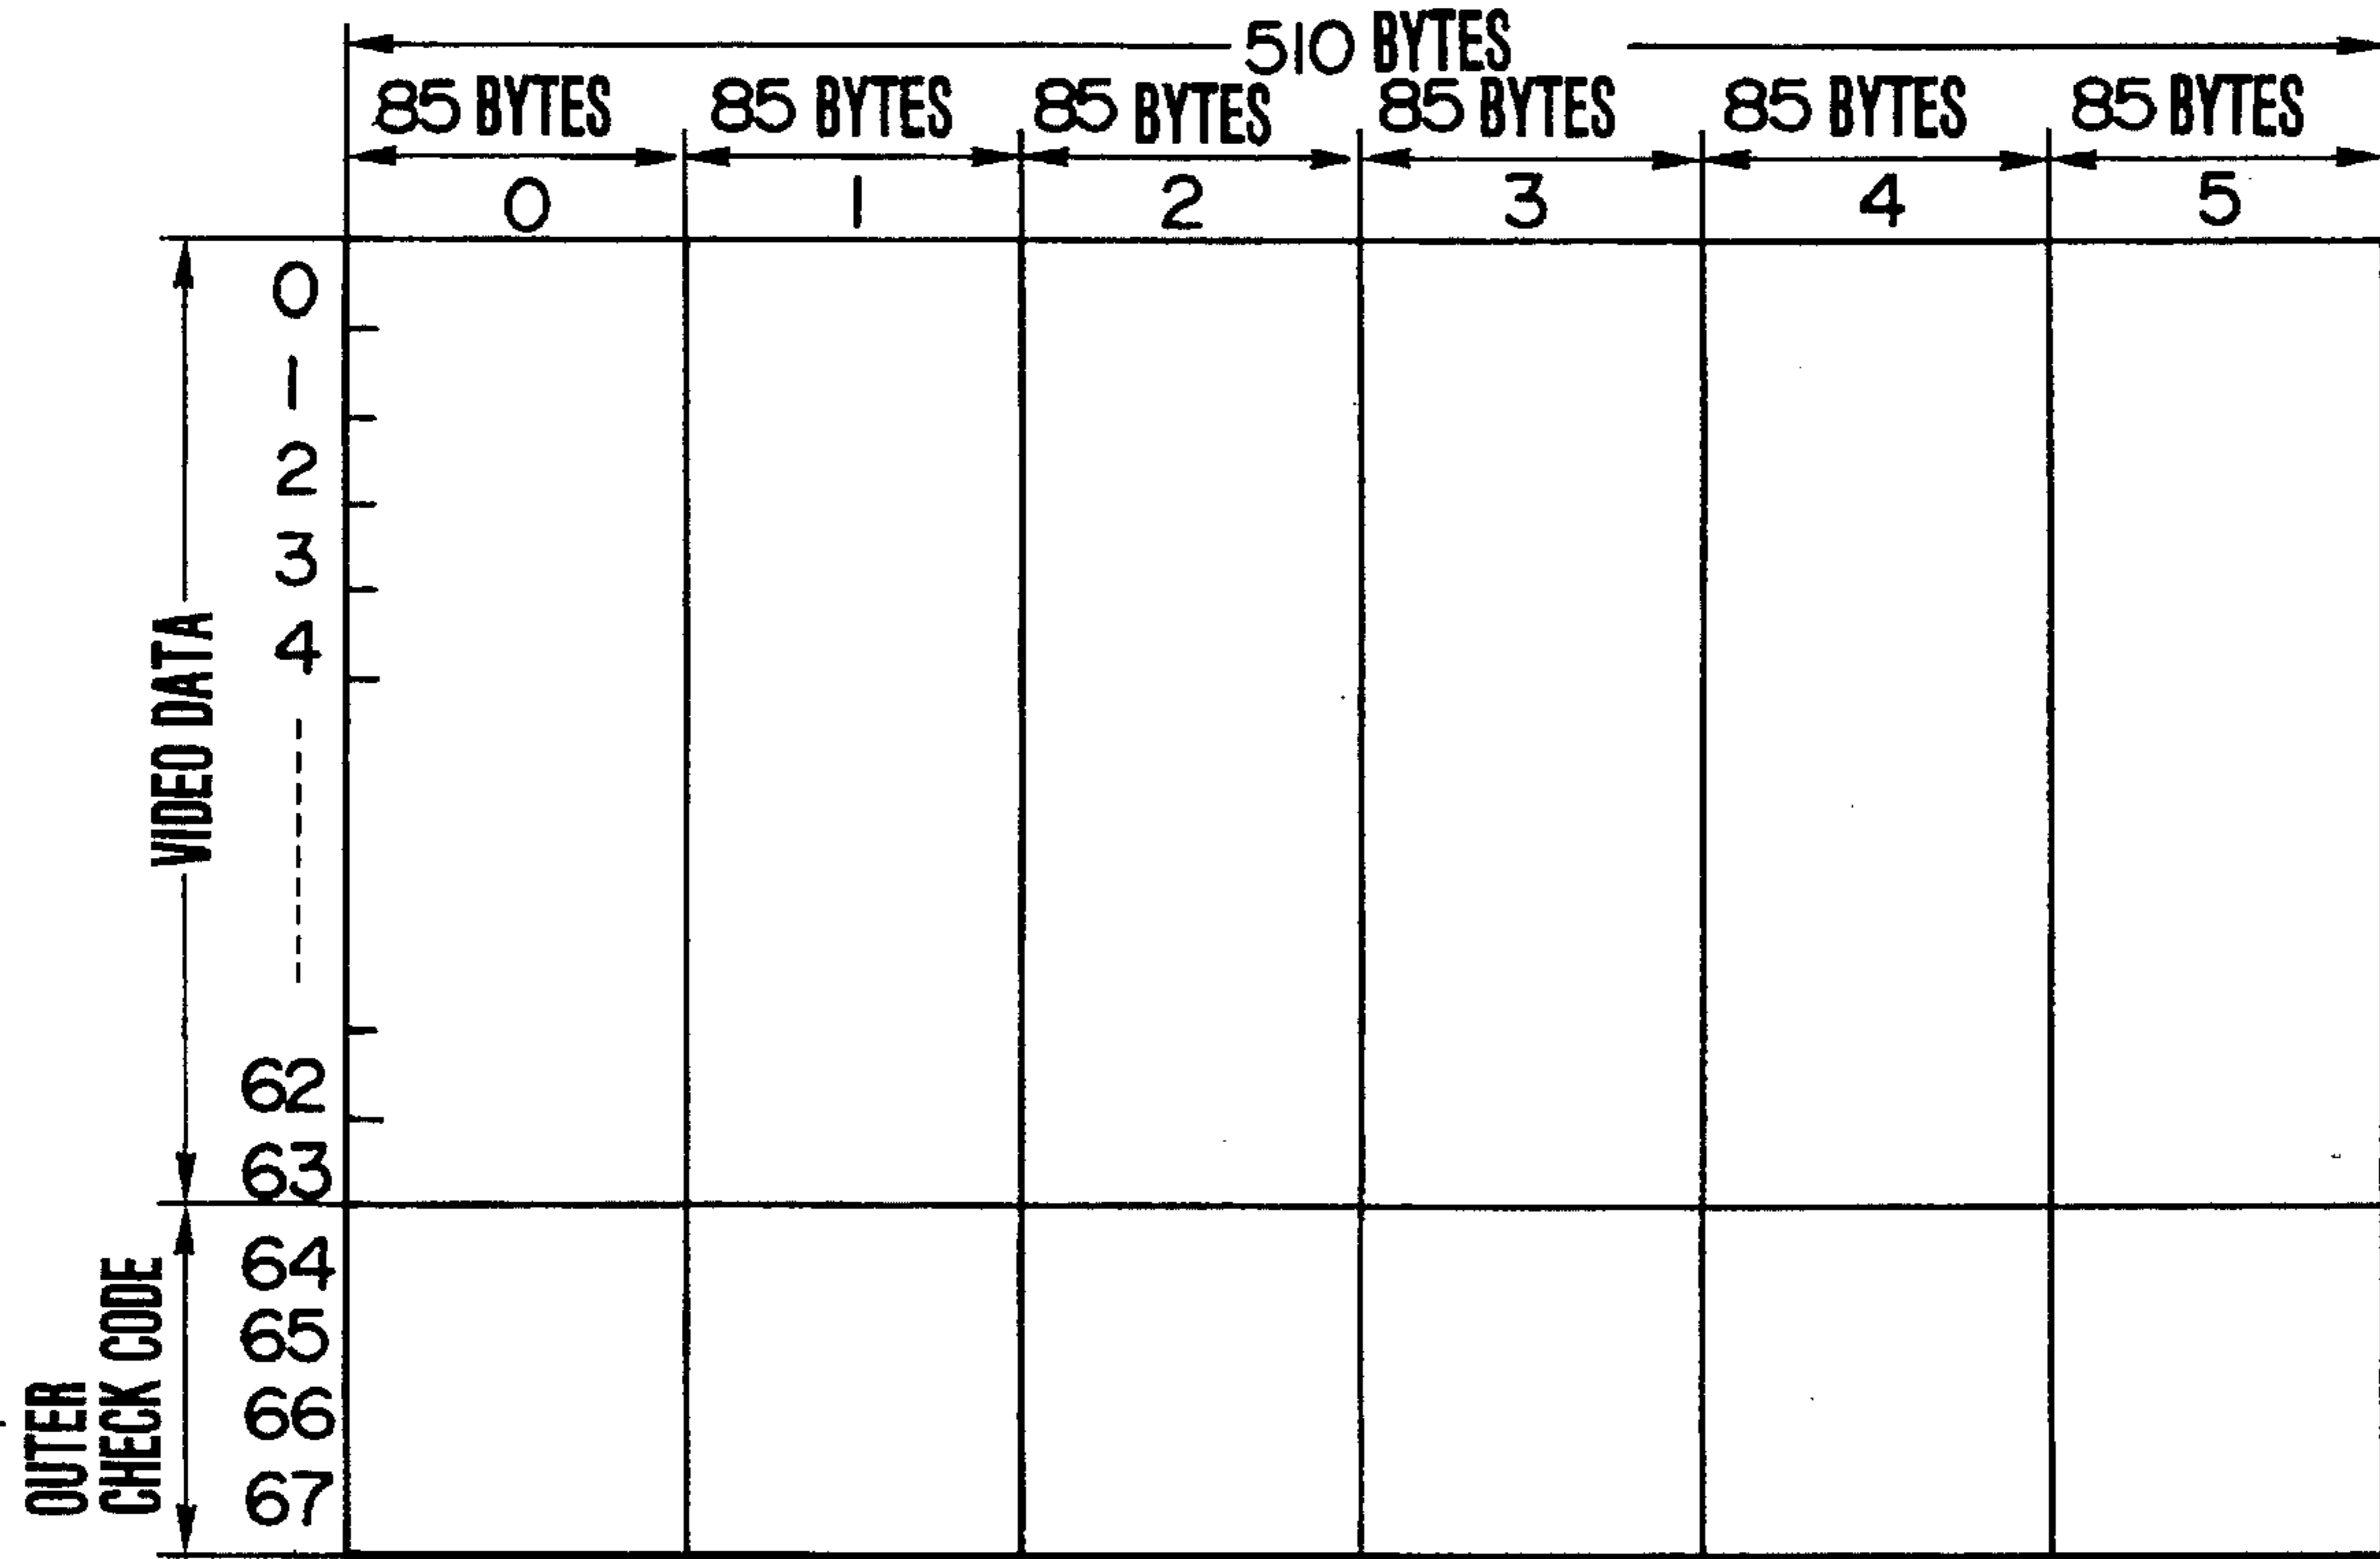 510 BYTES
85 BYTES 85 BYTES 85 BYTES 85 BYTES 85 BYTES 85 BYTES
0 1 2 3 4 5
VIDEO DATA
0
1
2
3
4
62
63
OUTER
CHECK CODE
64
65
66
67